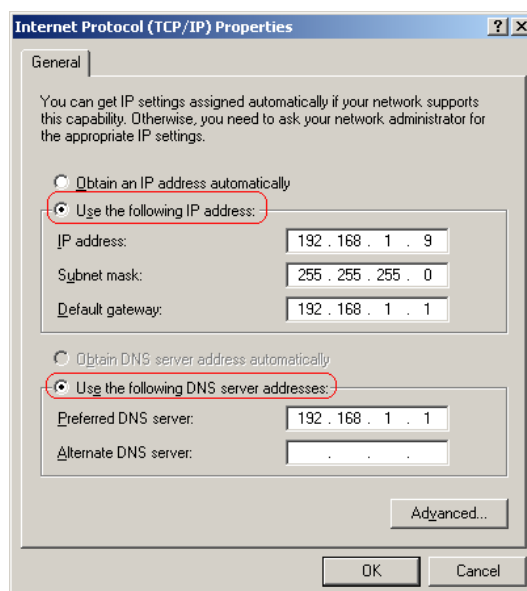 Internet Protocol (TCP/IP) Properties
General
You can get IP settings assigned automatically if your network supports
this capability. Otherwise, you need to ask your network administrator for
the appropriate IP settings.
Obtain an IP address automatically
Use the following IP address:
IP address: 192 . 168 . 1 . 9
Subnet mask: 255 . 255 . 255 . 0
Default gateway: 192 . 168 . 1 . 1
Obtain DNS server address automatically
Use the following DNS server addresses:
Preferred DNS server: 192 . 168 . 1 . 1
Alternate DNS server: . . .
Advanced...
OK Cancel